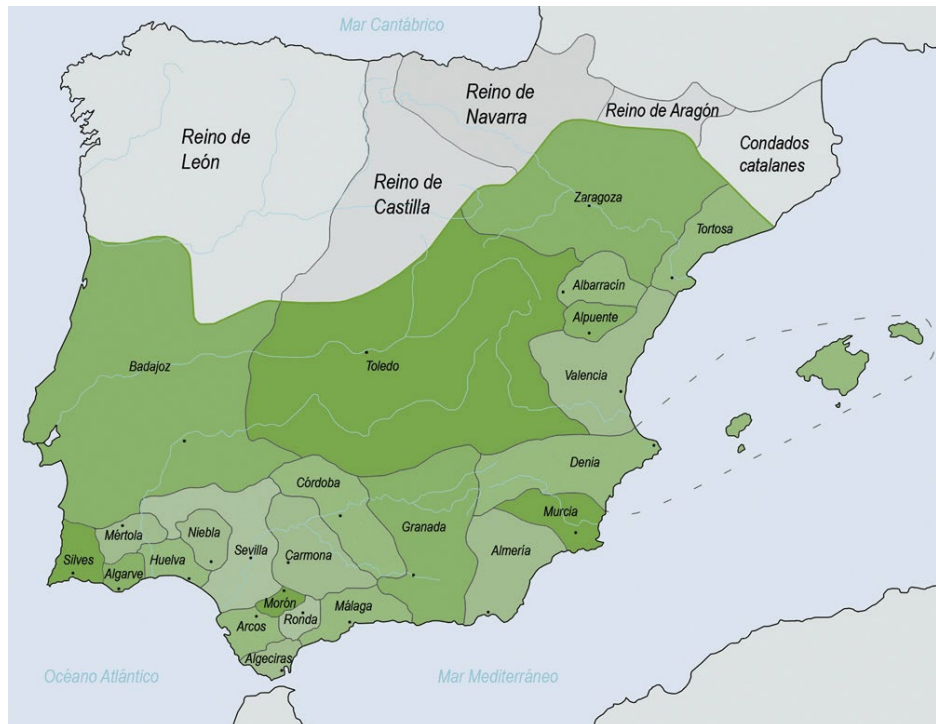 Mar Cantábrico
Reino de
Navarra
Reino de Aragón
Reino de
León
Condados
catalanes
Reino de
Castilla
Zaragoza
Tortosa
Albarracín
Alpuente
Badajoz
Toledo
Valencia
Denia
Córdoba
Murcia
Granada
Mértola
Niebla
Sevilla
Carmona
Almería
Silves
Algarve
Huelva
Morón
Ronda
Málaga
Arcos
Algeciras
Océano Atlántico
Mar Mediterráneo